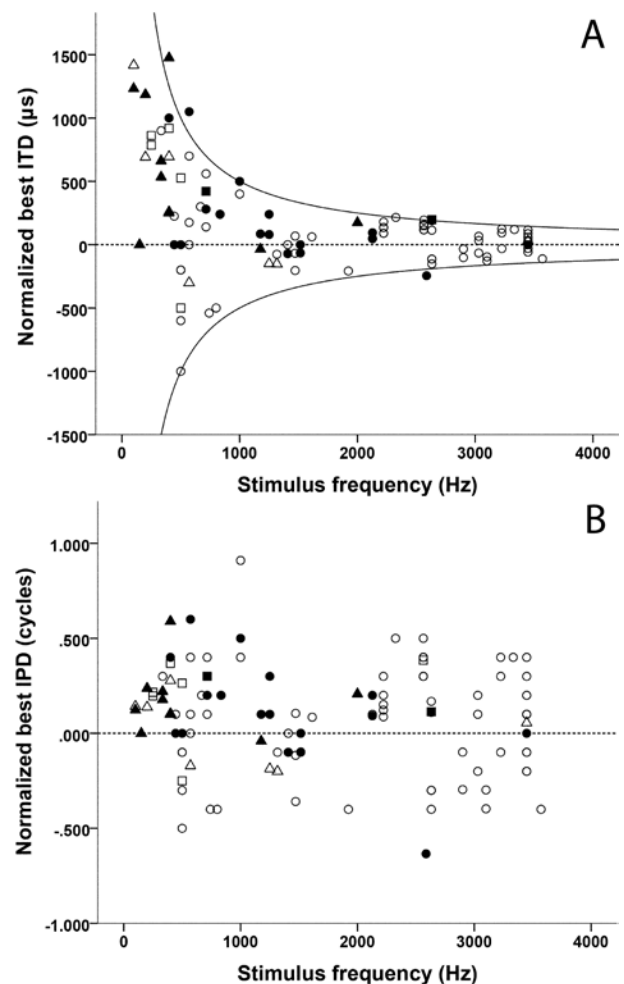 A
Normalized best ITD (µs)
1500
1000
500
0
-500
-1000
-1500
0 1000 2000 3000 4000
Stimulus frequency (Hz)
B
Normalized best IPD (cycles)
1.000
.500
.000
-.500
-1.000
0 1000 2000 3000 4000
Stimulus frequency (Hz)